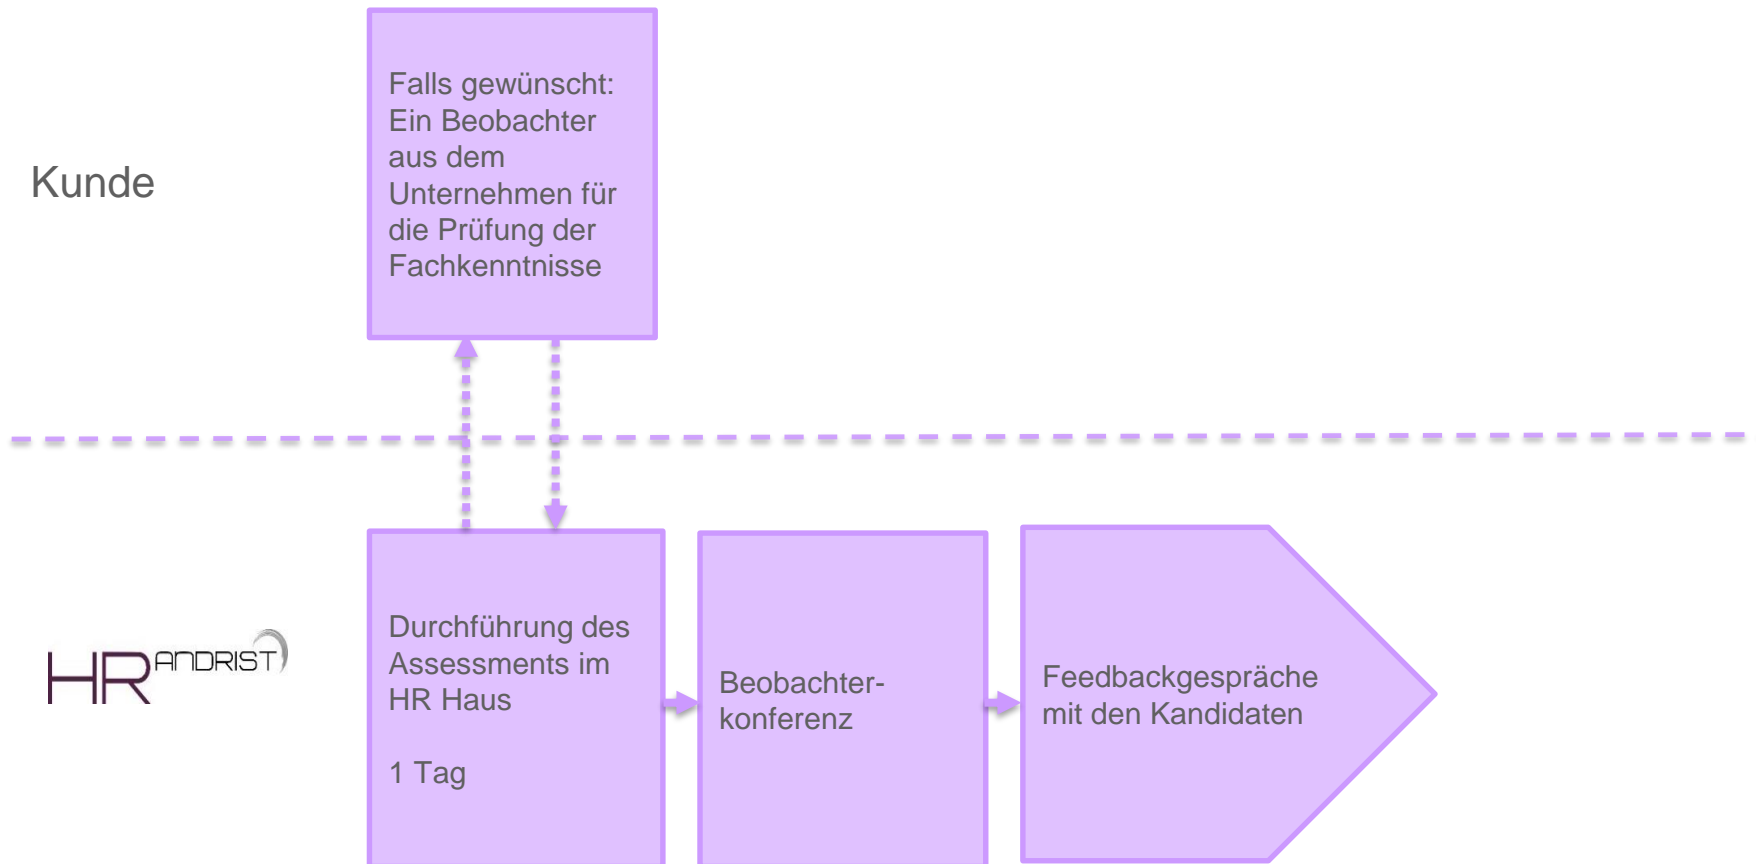 Falls gewünscht:
Ein Beobachter
aus dem
Unternehmen für
die Prüfung der
Fachkenntnisse
Kunde
HR ANDRIST
Durchführung des
Assessments im
HR Haus
1 Tag
Beobachter-
konferenz
Feedbackgespräche
mit den Kandidaten